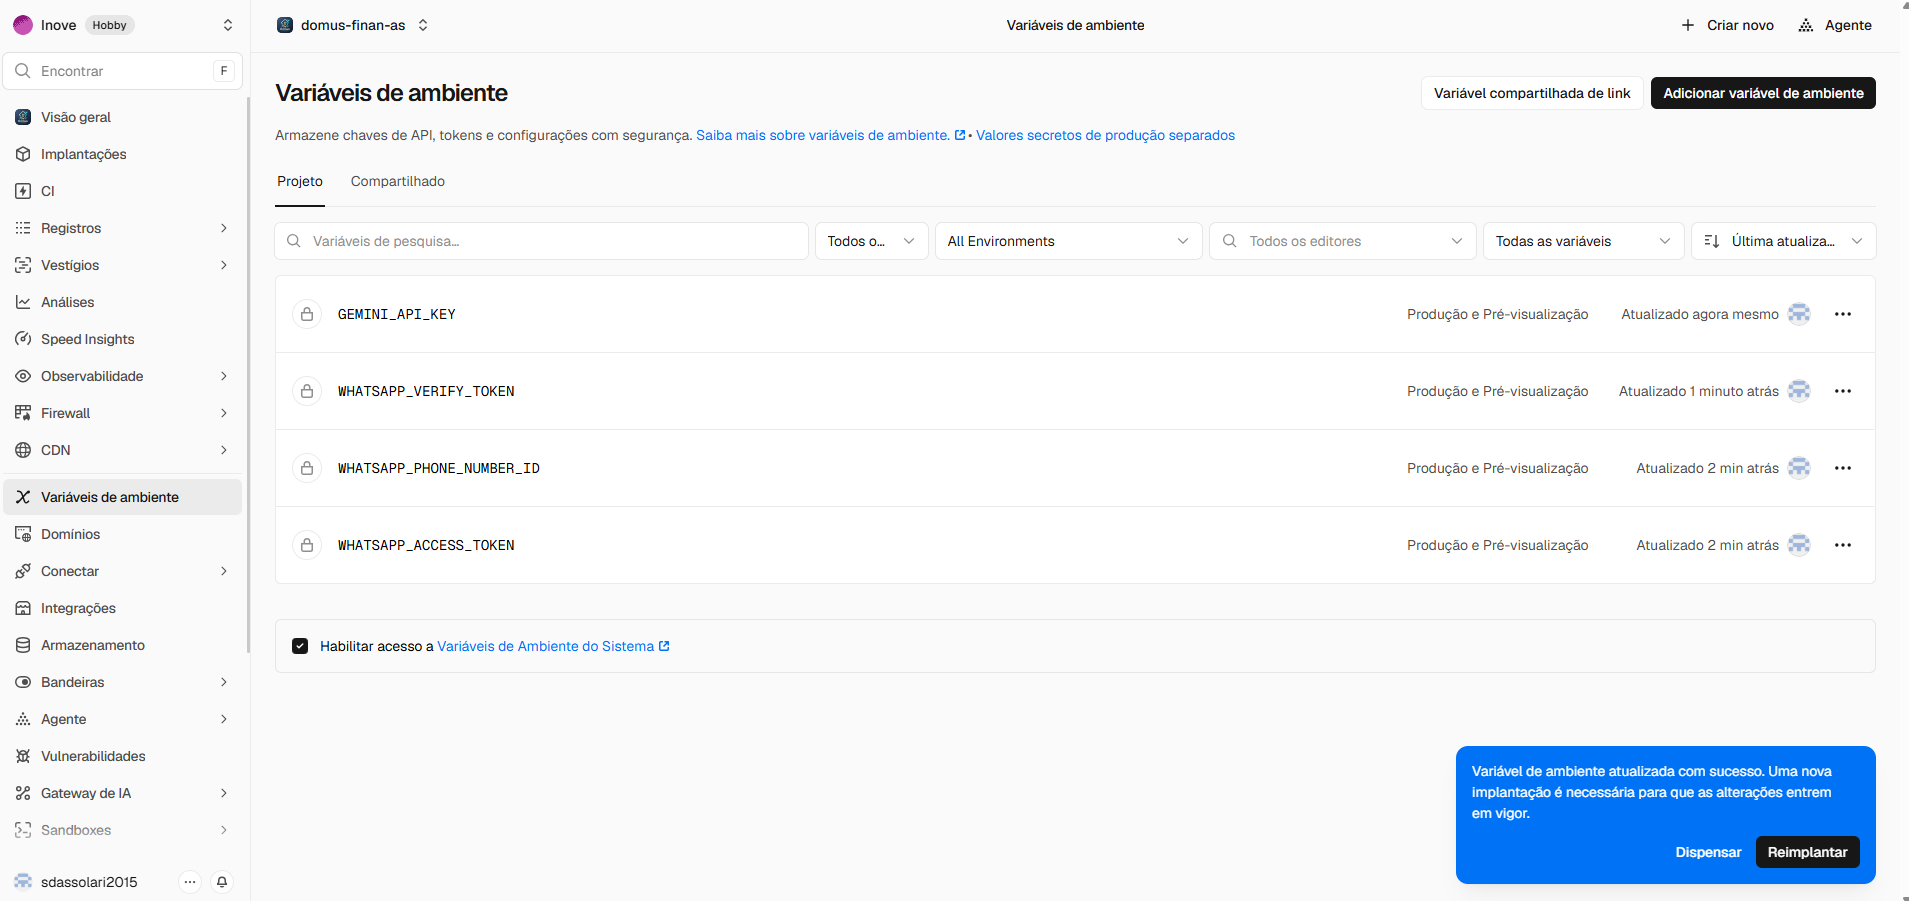 Inove Hobby
domus-finan-as
Variáveis de ambiente
Criar novo
Agente
Encontrar F
Visão geral
Implantações
CI
Registros
Vestígios
Análises
Speed Insights
Observabilidade
Firewall
CDN
Variáveis de ambiente
Domínios
Conectar
Integrações
Armazenamento
Bandeiras
Agente
Vulnerabilidades
Gateway de IA
Sandboxes
sdassolari2015
Variáveis de ambiente
Variável compartilhada de link
Adicionar variável de ambiente
Armazene chaves de API, tokens e configurações com segurança. Saiba mais sobre variáveis de ambiente. • Valores secretos de produção separados
Projeto Compartilhado
Variáveis de pesquisa...
Todos o...
All Environments
Todos os editores
Todas as variáveis
Última atualiza...
GEMINI_API_KEY Produção e Pré-visualização Atualizado agora mesmo
WHATSAPP_VERIFY_TOKEN Produção e Pré-visualização Atualizado 1 minuto atrás
WHATSAPP_PHONE_NUMBER_ID Produção e Pré-visualização Atualizado 2 min atrás
WHATSAPP_ACCESS_TOKEN Produção e Pré-visualização Atualizado 2 min atrás
Habilitar acesso a Variáveis de Ambiente do Sistema
Variável de ambiente atualizada com sucesso. Uma nova
implantação é necessária para que as alterações entrem
em vigor.
Dispensar Reimplantar